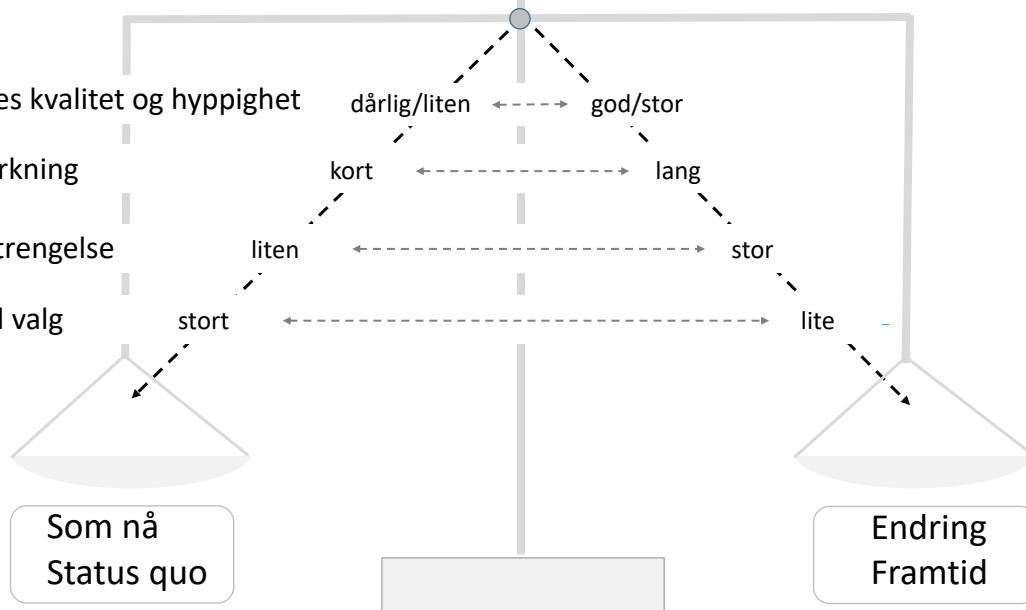 es kvalitet og hyppighet dårlig/liten god/stor
rkning kort lang
trengelse liten stor
valg stort lite
Som nå Endring
Status quo Framtid